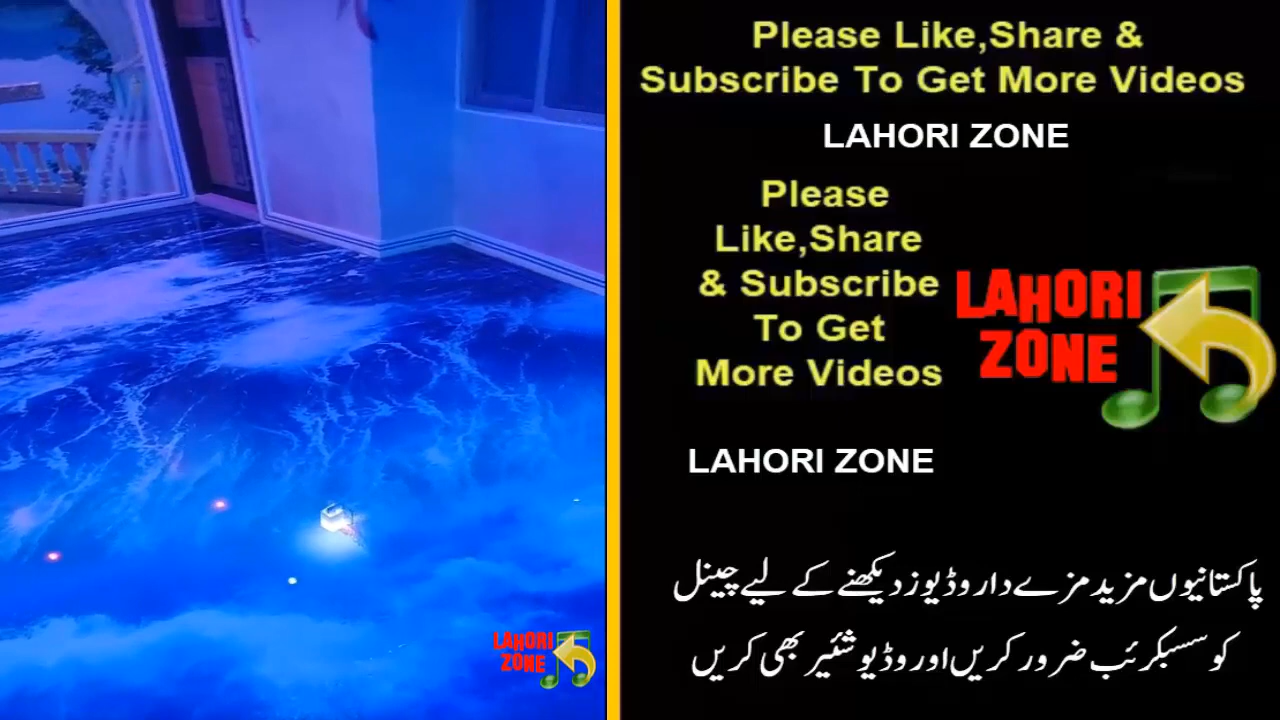 Please Like,Share &
Subscribe To Get More Videos
LAHORI ZONE
Please
Like,Share
& Subscribe
To Get
More Videos
LAHORI
ZONE
LAHORI ZONE
پاکستانیوں مزید مزے دار وڈیوز دیکھنے کے لیے چینل
کو سسبکرئب ضرور کریں اور وڈیو شئیر بھی کریں
LAHORI
ZONE